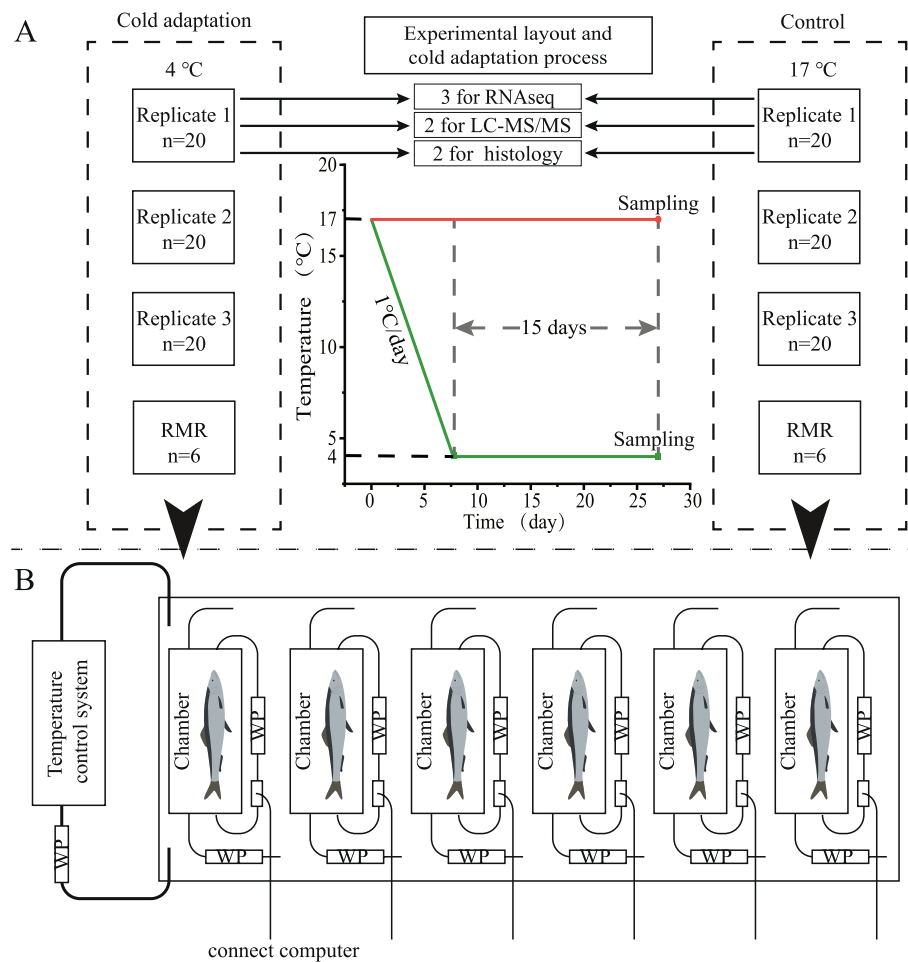 A
Cold adaptation
4 ℃
Replicate 1
n=20
Replicate 2
n=20
Replicate 3
n=20
RMR
n=6
Experimental layout and
cold adaptation process
3 for RNAseq
2 for LC-MS/MS
2 for histology
Control
17 ℃
Replicate 1
n=20
Replicate 2
n=20
Replicate 3
n=20
RMR
n=6
Temperature （℃）
20
17
15
10
5
4
1℃/day
15 days
Sampling
Sampling
0 5 10 15 20 25 30
Time （day）
B
Temperature
control system
WP
Chamber
WP
WP
Chamber
WP
WP
Chamber
WP
WP
Chamber
WP
WP
Chamber
WP
WP
Chamber
WP
WP
connect computer